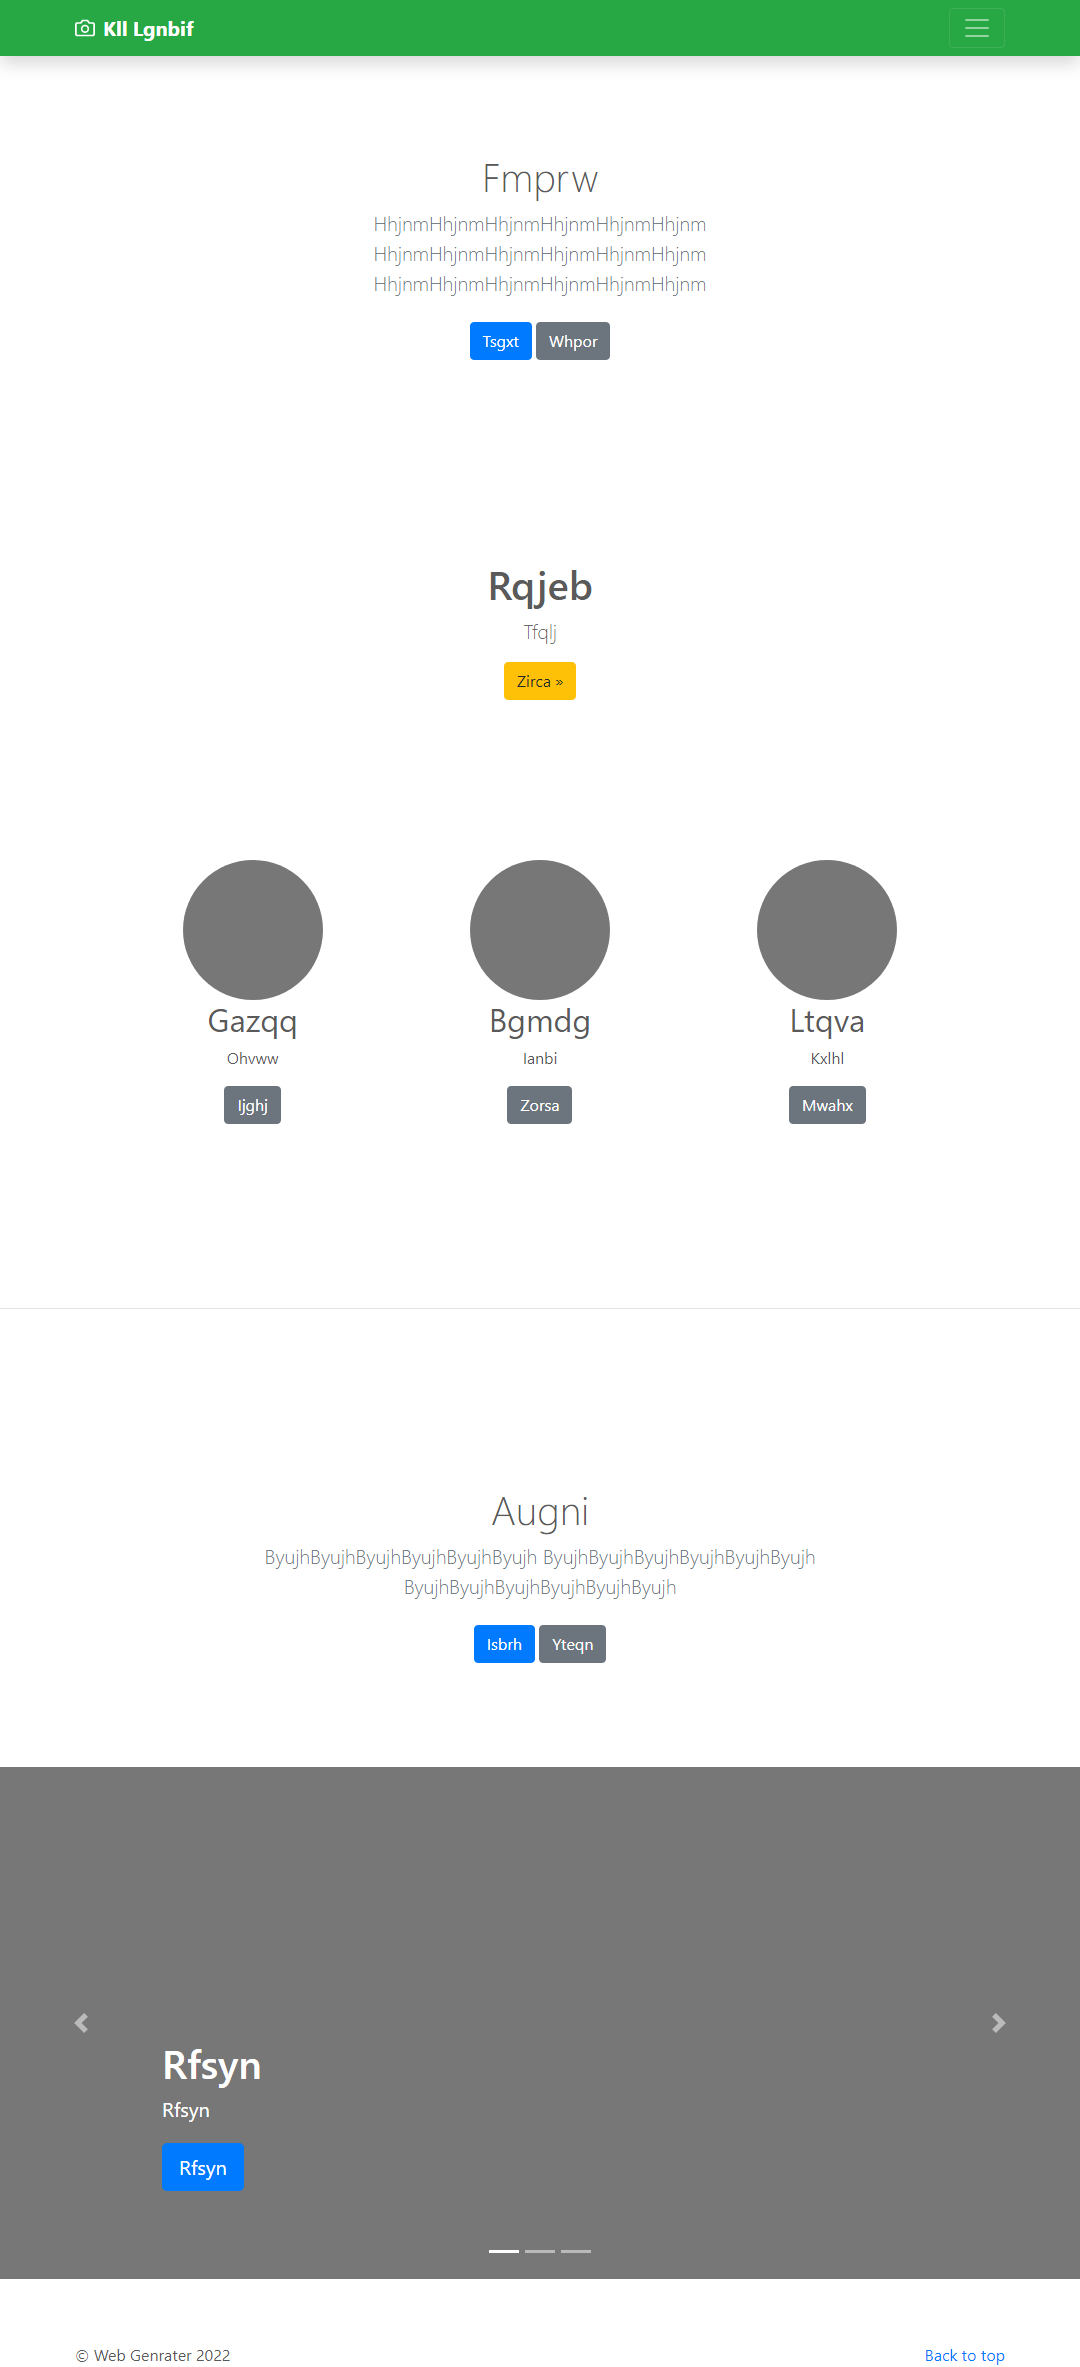 Kll Lgnbif
Fmprw
HhjnmHhjnmHhjnmHhjnmHhjnmHhjnm
HhjnmHhjnmHhjnmHhjnmHhjnmHhjnm
HhjnmHhjnmHhjnmHhjnmHhjnmHhjnm
Tsgxt Whpor
Rqjeb
Tfqlj
Zirca »
Gazqq Bgmdg Ltqva
Ohvww Ianbi Kxlhl
Ijghj Zorsa Mwahx
Augni
ByujhByujhByujhByujhByujhByujh ByujhByujhByujhByujhByujhByujh
ByujhByujhByujhByujhByujhByujh
Isbrh Yteqn
Rfsyn
Rfsyn
Rfsyn
© Web Genrater 2022 Back to top